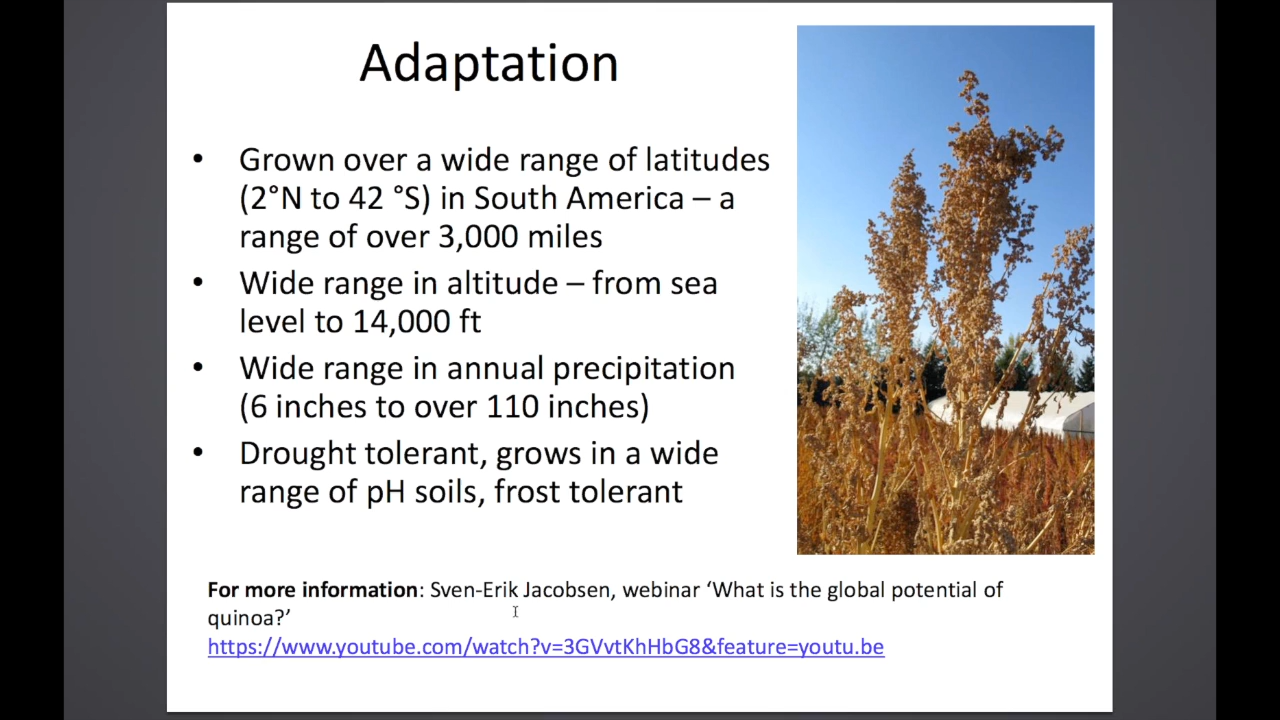 Adaptation
• Grown over a wide range of latitudes
(2°N to 42 °S) in South America – a
range of over 3,000 miles
• Wide range in altitude – from sea
level to 14,000 ft
• Wide range in annual precipitation
(6 inches to over 110 inches)
• Drought tolerant, grows in a wide
range of pH soils, frost tolerant
For more information: Sven-Erik Jacobsen, webinar ‘What is the global potential of
quinoa?’
https://www.youtube.com/watch?v=3GVvtKhHbG8&feature=youtu.be